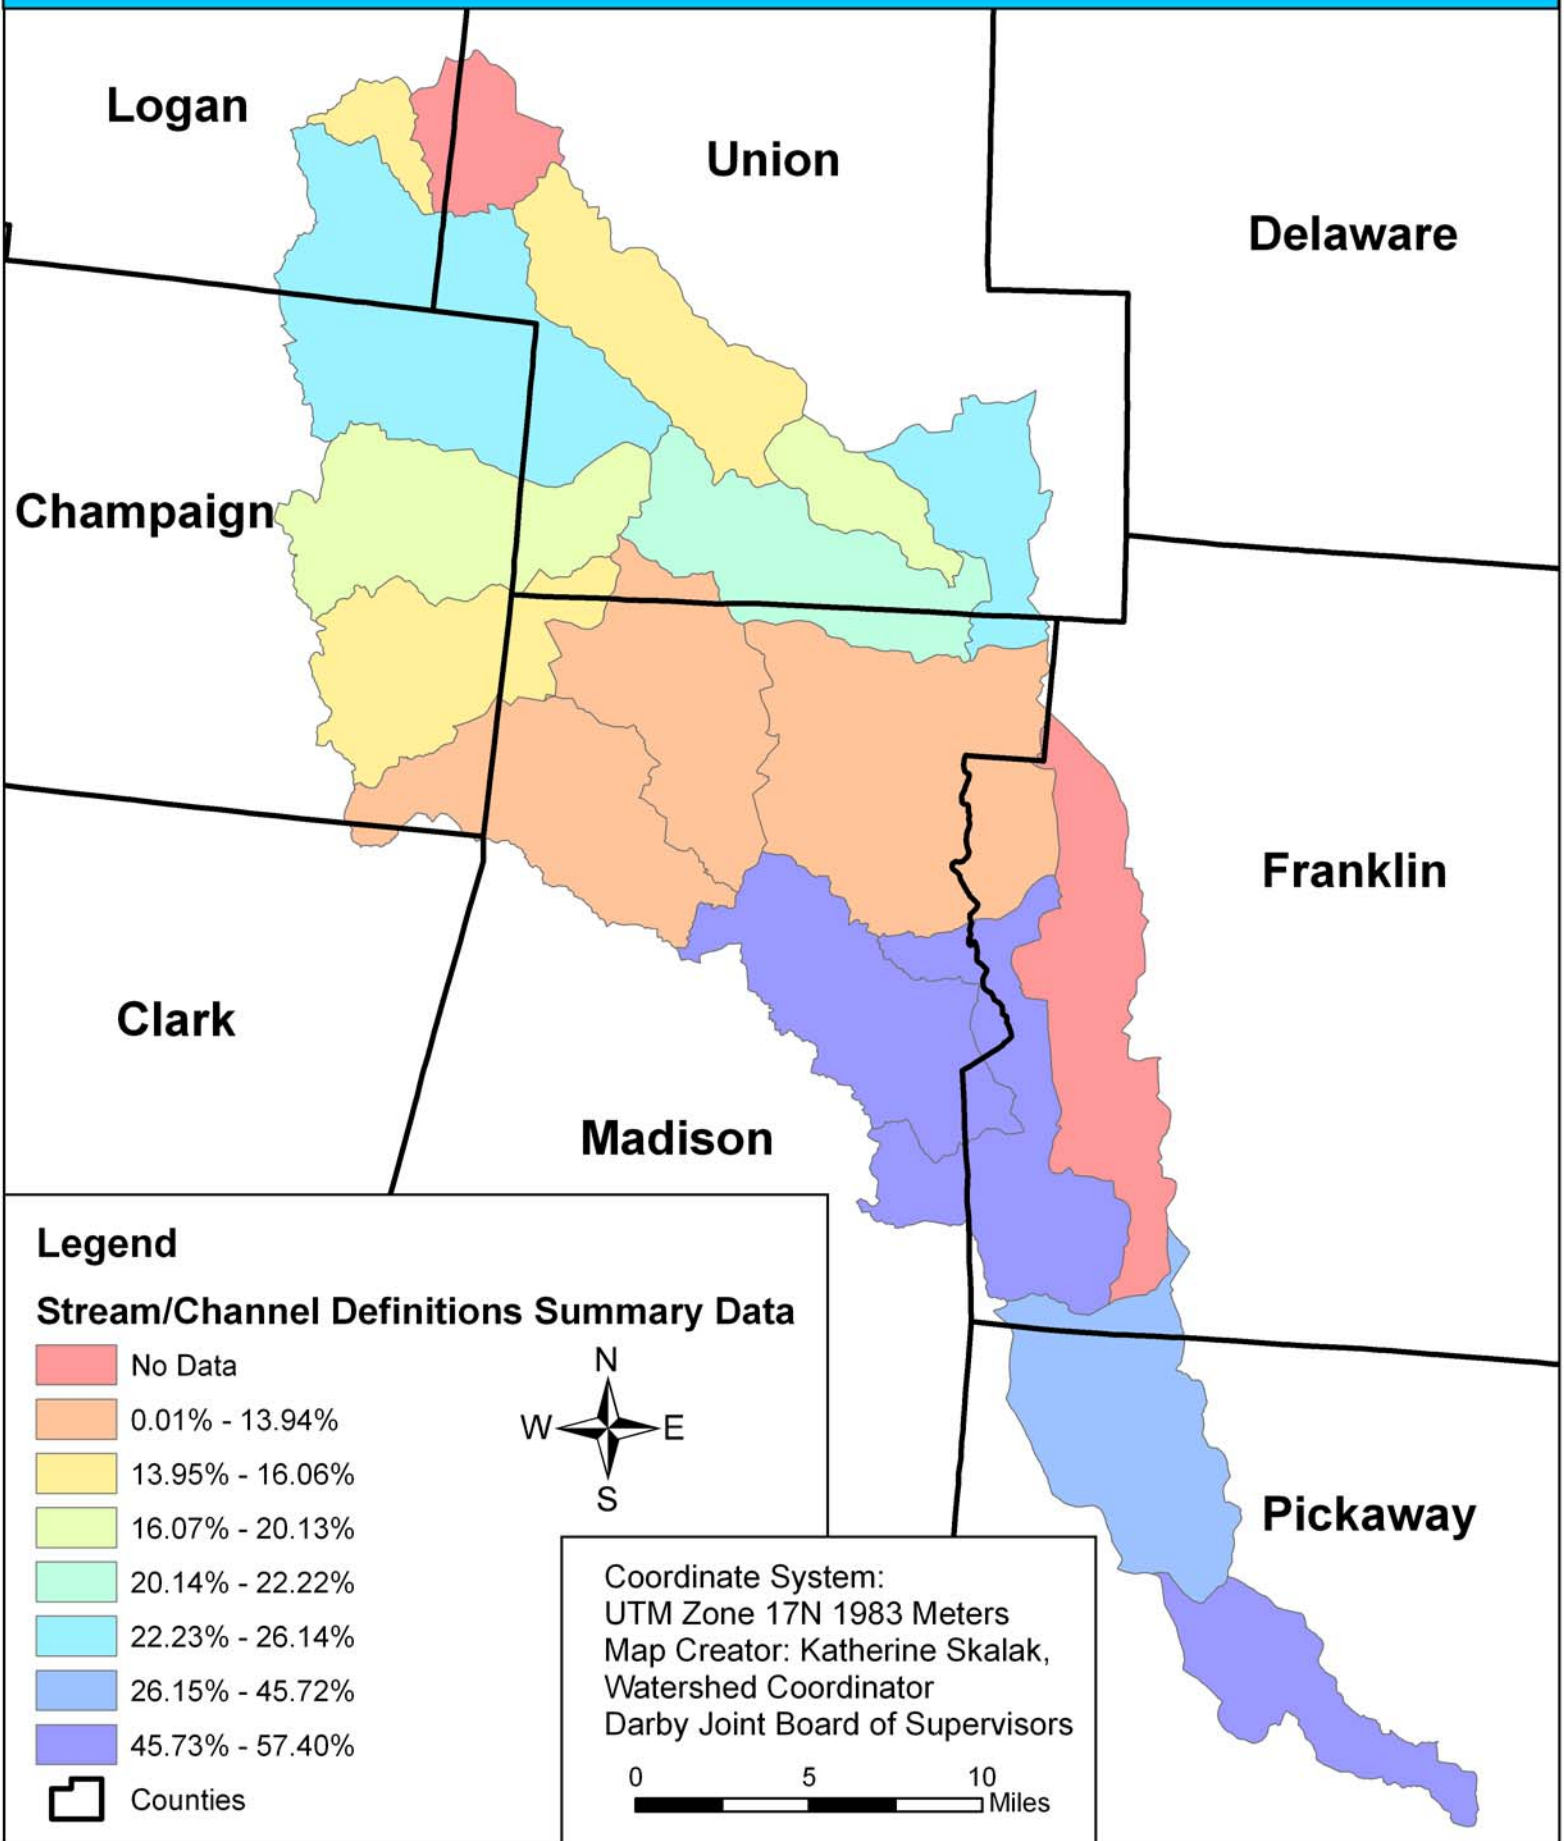 Logan
Union
Delaware
Champaign
Franklin
Clark
Madison
Legend
Stream/Channel Definitions Summary Data
No Data
0.01% - 13.94%
13.95% - 16.06%
16.07% - 20.13%
20.14% - 22.22%
22.23% - 26.14%
26.15% - 45.72%
45.73% - 57.40%
Counties
N
W E
S
Pickaway
Coordinate System:
UTM Zone 17N 1983 Meters
Map Creator: Katherine Skalak,
Watershed Coordinator
Darby Joint Board of Supervisors
0 5 10
Miles